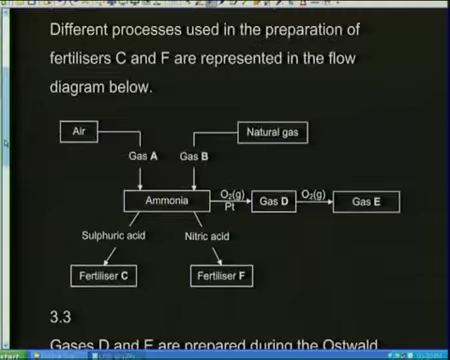 Different processes used in the preparation of
fertilisers C and F are represented in the flow
diagram below.
Air
Natural gas
Gas A
Gas B
Ammonia
O₂(g)
Pt
Gas D
O₂(g)
Gas E
Sulphuric acid
Nitric acid
Fertiliser C
Fertiliser F
3.3
Gases D and E are prepared during the Ostwald
start